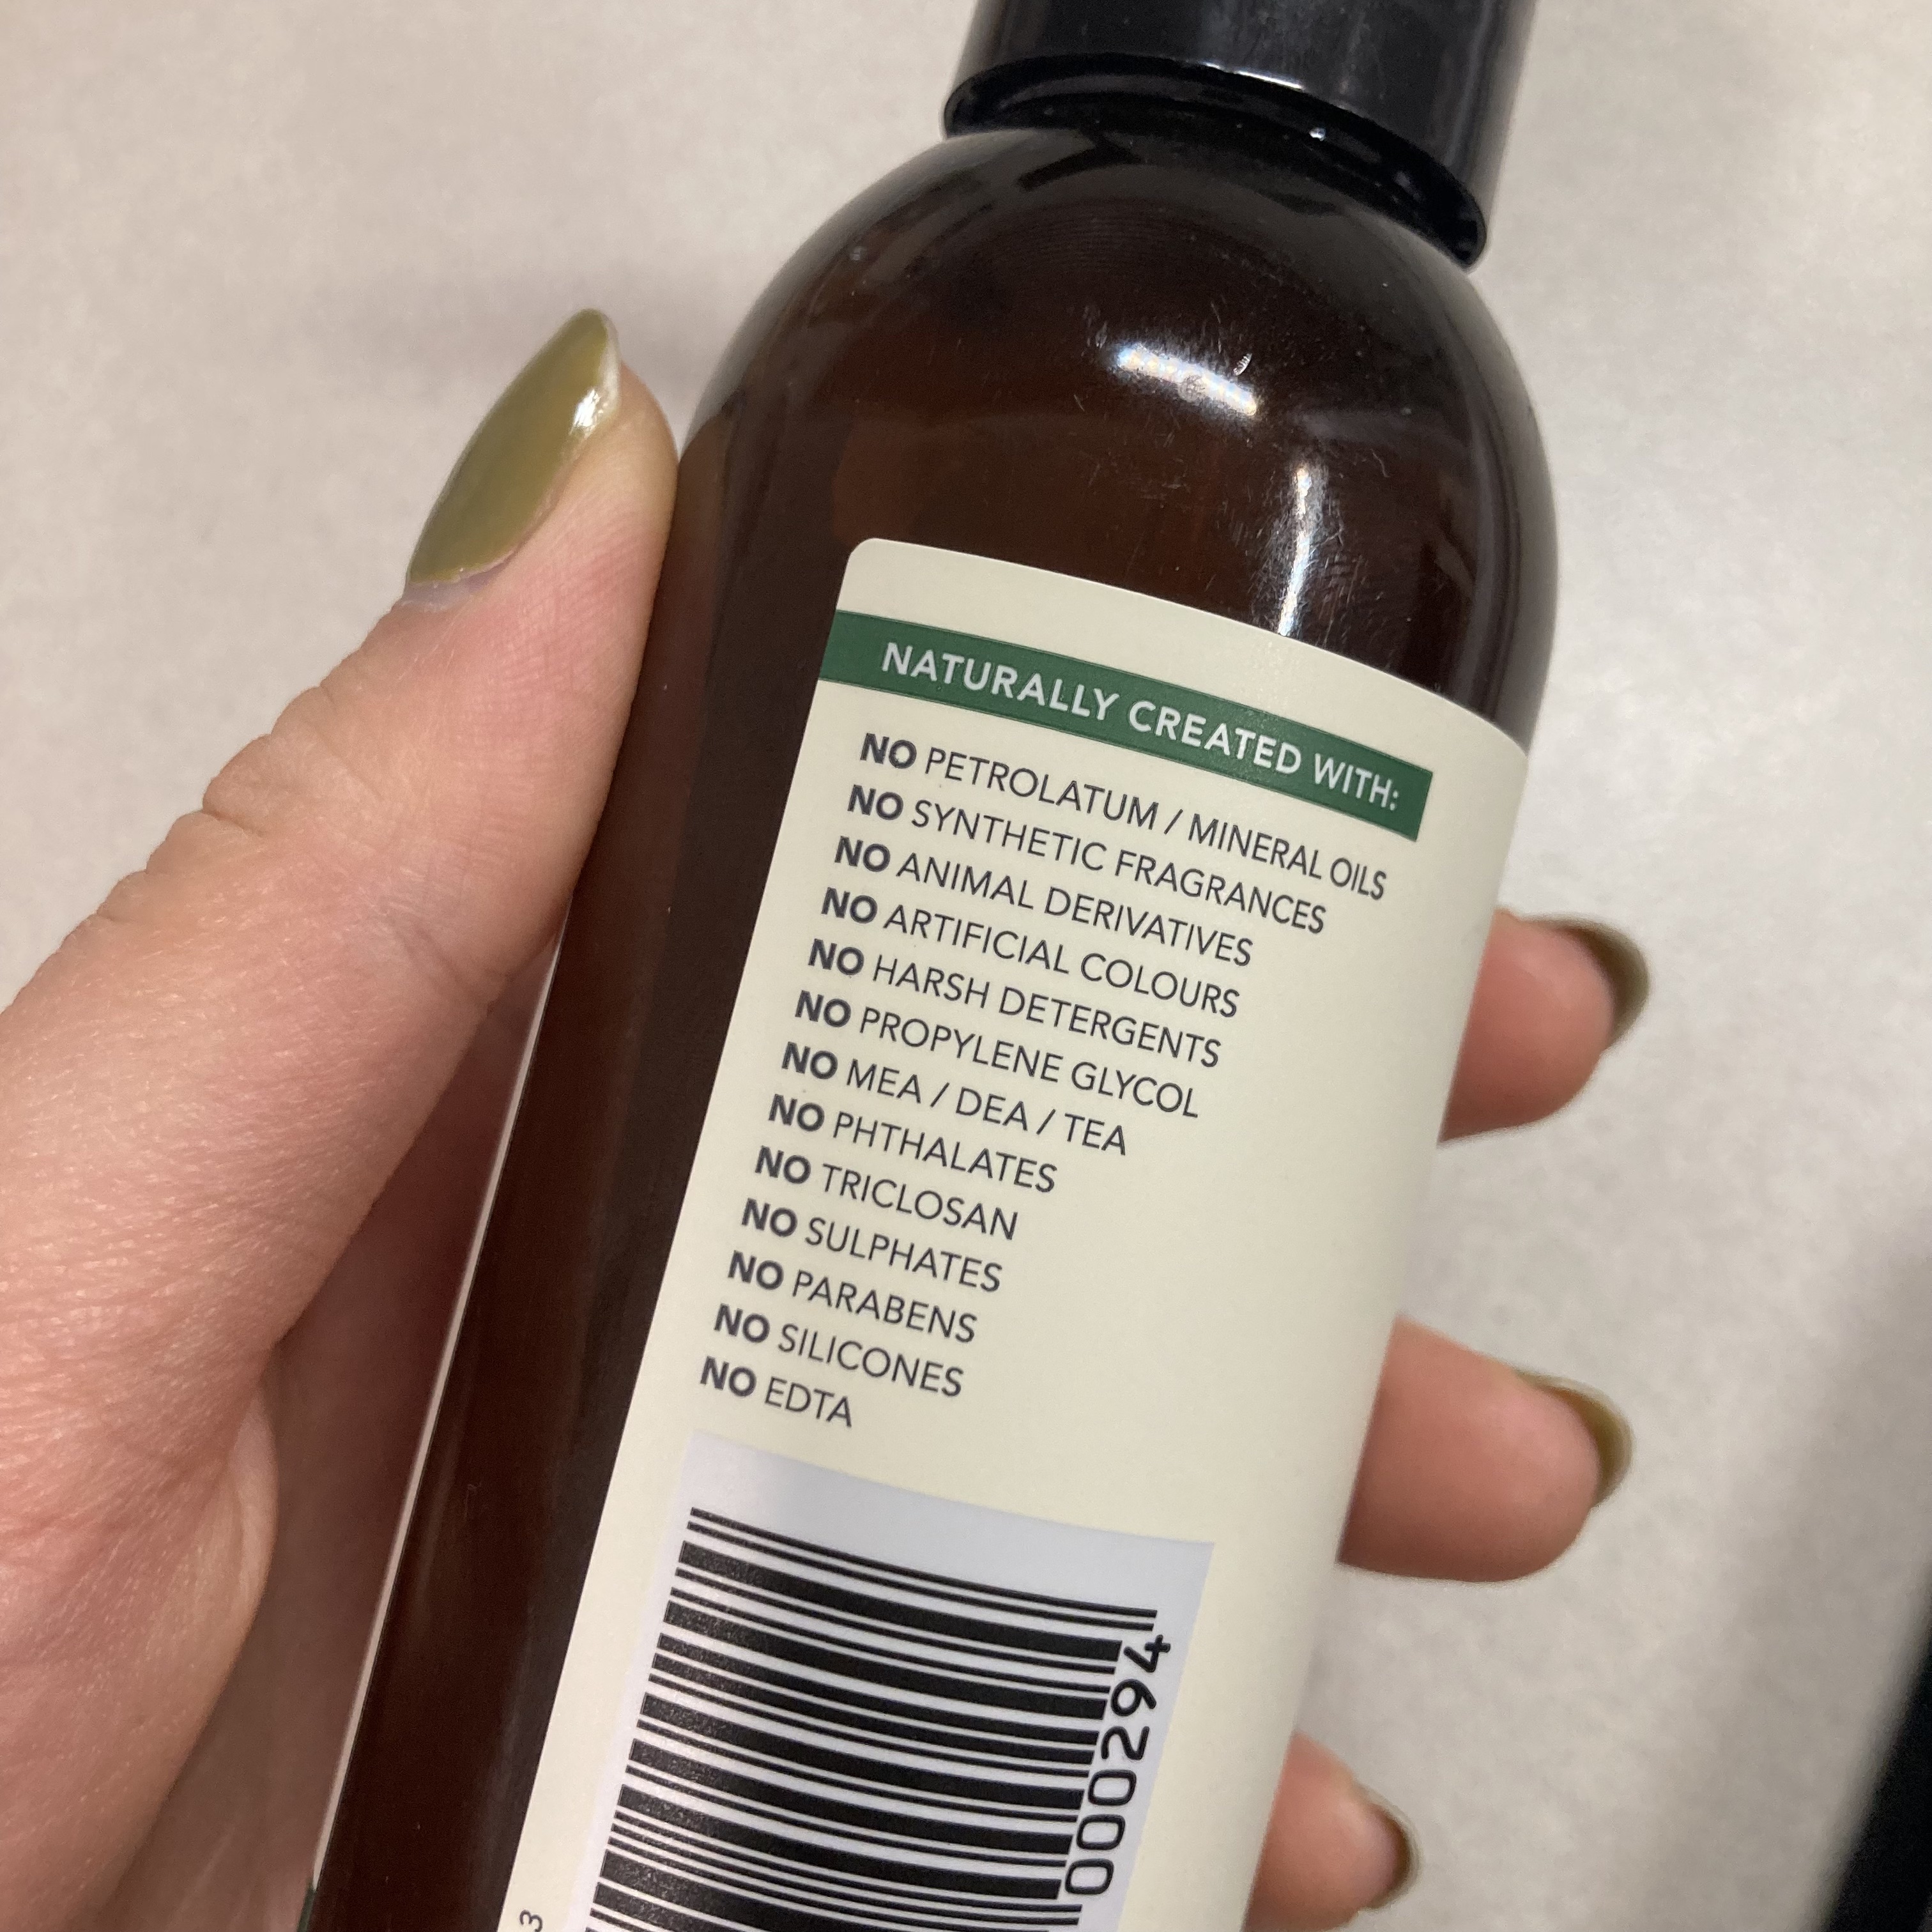 NATURALLY CREATED WITH:
NO PETROLATUM / MINERAL OILS
NO SYNTHETIC FRAGRANCES
NO ANIMAL DERIVATIVES
NO ARTIFICIAL COLOURS
NO HARSH DETERGENTS
NO PROPYLENE GLYCOL
NO MEA / DEA / TEA
NO PHTHALATES
NO TRICLOSAN
NO SULPHATES
NO PARABENS
NO SILICONES
NO EDTA
000294
3